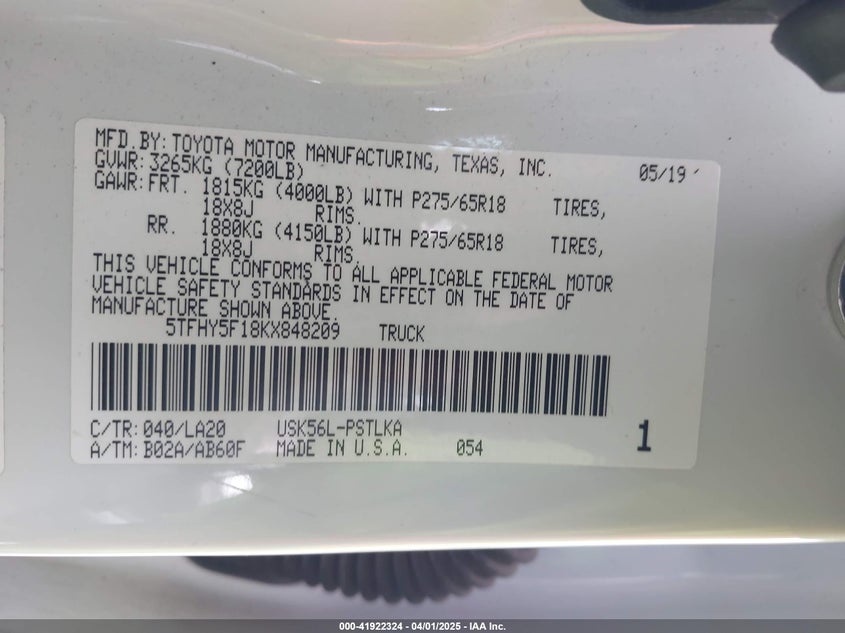 MFD.BY: TOYOTA MOTOR MANUFACTURING, TEXAS, INC. 05/19
GVWR: 3265KG (7200LB)
GAWR: FRT. 1815KG (4000LB) WITH P275/65R18 TIRES,
18X8J RIMS.
RR. 1880KG (4150LB) WITH P275/65R18 TIRES,
18X8J RIMS.
THIS VEHICLE CONFORMS TO ALL APPLICABLE FEDERAL MOTOR
VEHICLE SAFETY STANDARDS IN EFFECT ON THE DATE OF
MANUFACTURE SHOWN ABOVE.
5TFHY5F18KX848209 TRUCK
C/TR: 040/LA20 USK56L-PSTLKA
A/TM: B02A/AB60F MADE IN U.S.A. 054 1
000-41922324 - 04/01/2025 - IAA Inc.